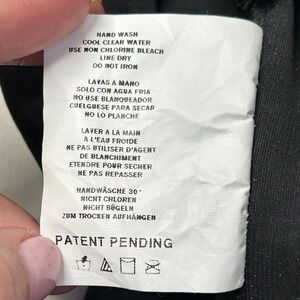 HAND WASH
COOL CLEAR WATER
USE NON CHLORINE BLEACH
LINE DRY
DO NOT IRON
LAVAS A MANO
SOLO CON AGUA FRIA
NO USE BLANQUEADOR
CUELGUESE PARA SECAR
NO LO PLANCHE
LAVER A LA MAIN
A L'EAU FROIDE
NE PAS UTILISER D'AGENT
DE BLANCHIMENT
ETENDRE POUR SECHER
NE PAS REPASSER
HANDWÄSCHE 30°
NICHT CHLOREN
NICHT BÜGELN
ZUM TROCKEN AUFHÄNGEN
PATENT PENDING